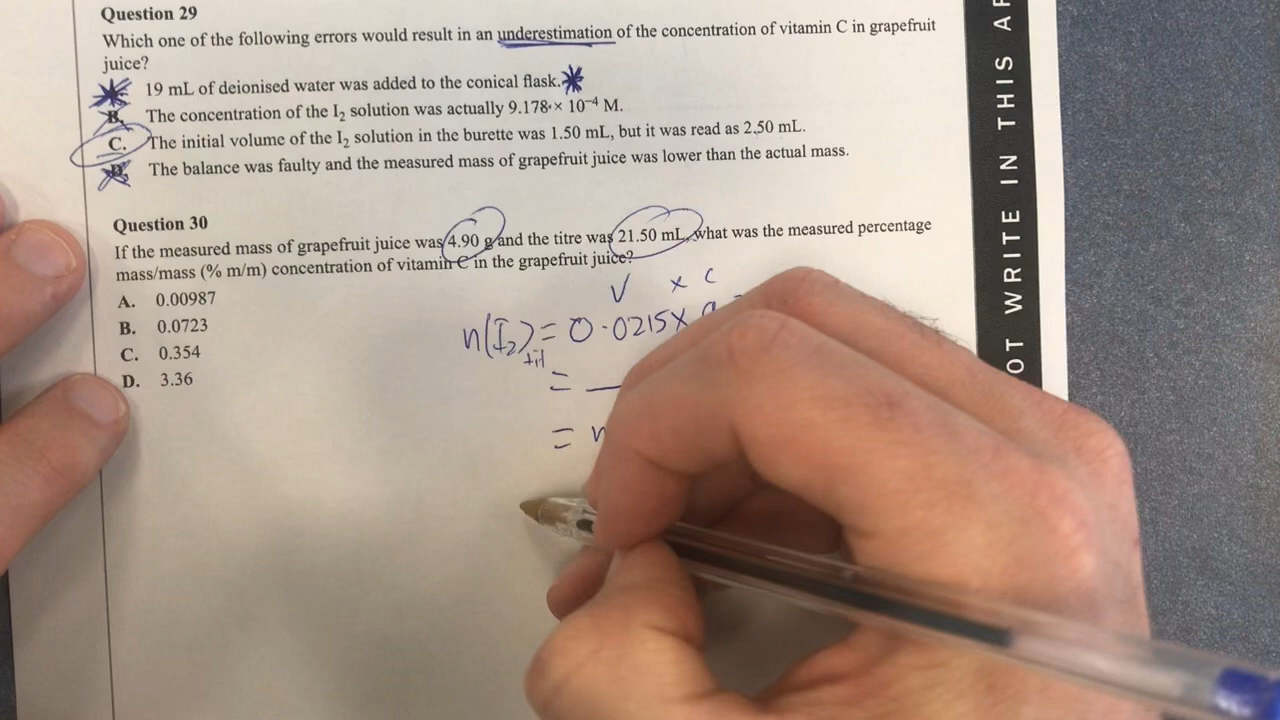 Question 29
Which one of the following errors would result in an underestimation of the concentration of vitamin C in grapefruit
juice?
19 mL of deionised water was added to the conical flask.
B. The concentration of the I₂ solution was actually 9.178 × 10⁻⁴ M.
C. The initial volume of the I₂ solution in the burette was 1.50 mL, but it was read as 2.50 mL.
D. The balance was faulty and the measured mass of grapefruit juice was lower than the actual mass.
Question 30
If the measured mass of grapefruit juice was 4.90 g and the titre was 21.50 mL, what was the measured percentage
mass/mass (% m/m) concentration of vitamin C in the grapefruit juice?
A. 0.00987
B. 0.0723
C. 0.354
D. 3.36
V × C
n(I₂)tit = 0.0215 ×
=
= n
OT WRITE IN THIS AR